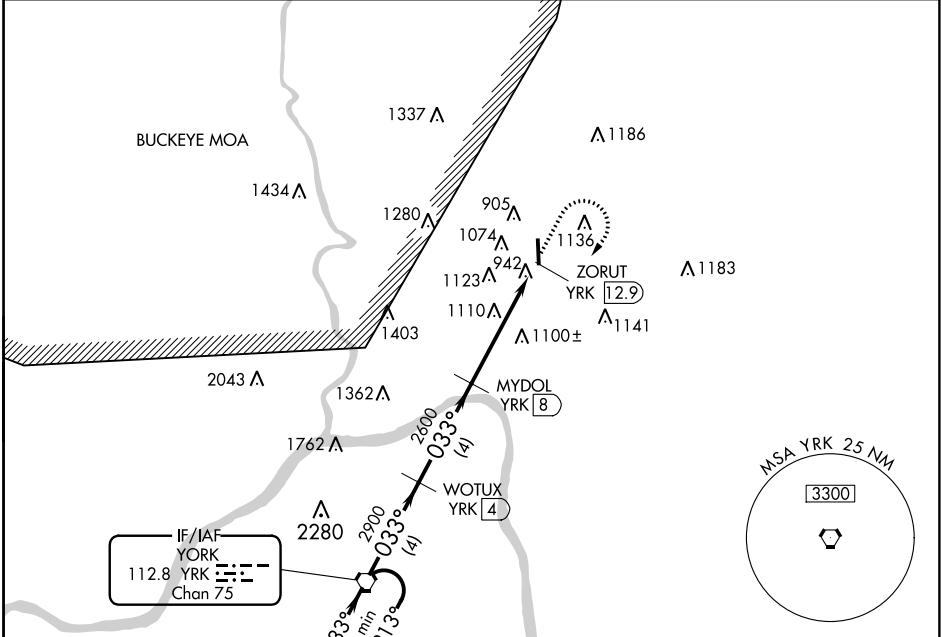 1337
1186
BUCKEYE MOA
1434
905
1280
1136
1074
942
ZORUT
1183
1123
YRK 12.9
1110
1141
1403
1100±
2043
MYDOL
1362
YRK 8
2600
033°
(4)
1762
MSA YRK 25 NM
3300
WOTUX
YRK 4
2900
033°
(4)
2280
IF/IAF
YORK
112.8 YRK
Chan 75
33°
min
13°